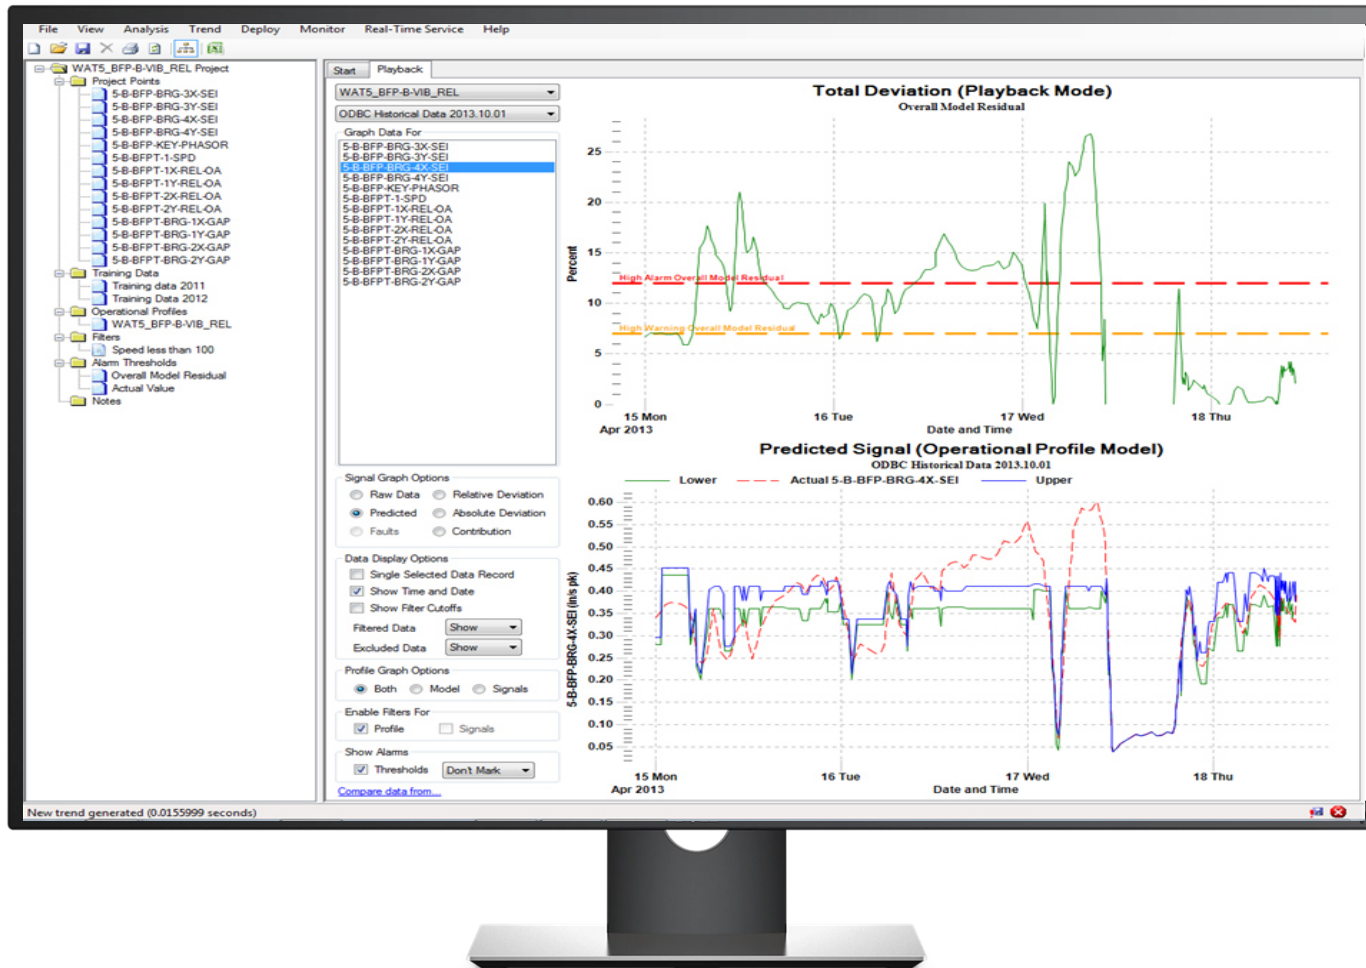 File View Analysis Trend Deploy Monitor Real-Time Service Help
WAT5_BFP-B-VIB_REL Project
Project Points
5-B-BFP-BRG-3X-SEI
5-B-BFP-BRG-3Y-SEI
5-B-BFP-BRG-4X-SEI
5-B-BFP-BRG-4Y-SEI
5-B-BFP-KEY-PHASOR
5-B-BFPT-1-SPD
5-B-BFPT-1X-REL-OA
5-B-BFPT-1Y-REL-OA
5-B-BFPT-2X-REL-OA
5-B-BFPT-2Y-REL-OA
5-B-BFPT-BRG-1X-GAP
5-B-BFPT-BRG-1Y-GAP
5-B-BFPT-BRG-2X-GAP
5-B-BFPT-BRG-2Y-GAP
Training Data
Training data 2011
Training Data 2012
Operational Profiles
WAT5_BFP-B-VIB_REL
Filters
Speed less than 100
Alarm Thresholds
Overall Model Residual
Actual Value
Notes
Start Playback
WAT5_BFP-B-VIB_REL
ODBC Historical Data 2013.10.01
Graph Data For
5-B-BFP-BRG-3X-SEI
5-B-BFP-BRG-3Y-SEI
5-B-BFP-BRG-4X-SEI
5-B-BFP-BRG-4Y-SEI
5-B-BFP-KEY-PHASOR
5-B-BFPT-1-SPD
5-B-BFPT-1X-REL-OA
5-B-BFPT-1Y-REL-OA
5-B-BFPT-2X-REL-OA
5-B-BFPT-2Y-REL-OA
5-B-BFPT-BRG-1X-GAP
5-B-BFPT-BRG-1Y-GAP
5-B-BFPT-BRG-2X-GAP
5-B-BFPT-BRG-2Y-GAP
Signal Graph Options
Raw Data Relative Deviation
Predicted Absolute Deviation
Faults Contribution
Data Display Options
Single Selected Data Record
Show Time and Date
Show Filter Cutoffs
Filtered Data Show
Excluded Data Show
Profile Graph Options
Both Model Signals
Enable Filters For
Profile Signals
Show Alarms
Thresholds Don't Mark
Compare data from...
Total Deviation (Playback Mode)
Overall Model Residual
Percent
25
20
15
High Alarm Overall Model Residual
10
High Warning Overall Model Residual
5
0
15 Mon 16 Tue 17 Wed 18 Thu
Apr 2013 Date and Time
Predicted Signal (Operational Profile Model)
ODBC Historical Data 2013.10.01
Lower Actual 5-B-BFP-BRG-4X-SEI Upper
5-B-BFP-BRG-4X-SEI (in/s pk)
0.60
0.55
0.50
0.45
0.40
0.35
0.30
0.25
0.20
0.15
0.10
0.05
15 Mon 16 Tue 17 Wed 18 Thu
Apr 2013 Date and Time
New trend generated (0.0155999 seconds)